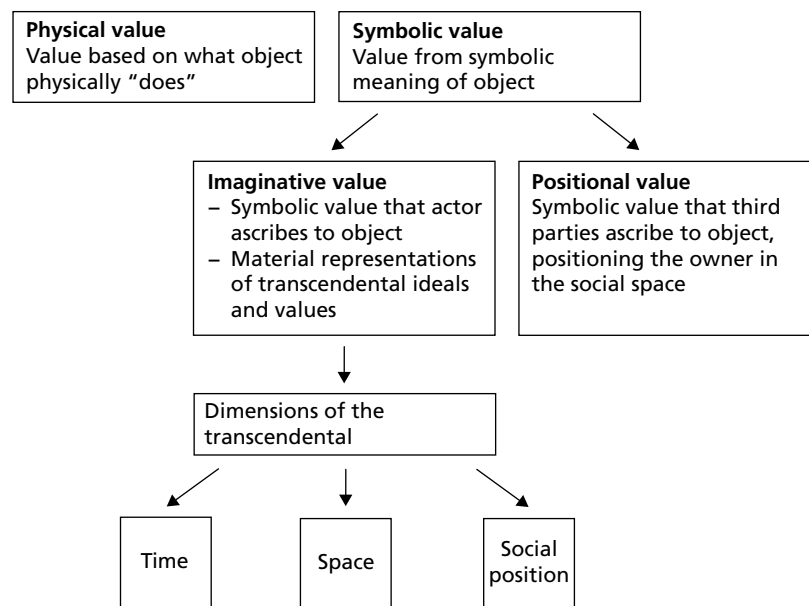 Physical value
Value based on what object
physically “does”
Symbolic value
Value from symbolic
meaning of object
Imaginative value
– Symbolic value that actor
ascribes to object
– Material representations
of transcendental ideals
and values
Positional value
Symbolic value that third
parties ascribe to object,
positioning the owner in
the social space
Dimensions of the
transcendental
Time
Space
Social
position